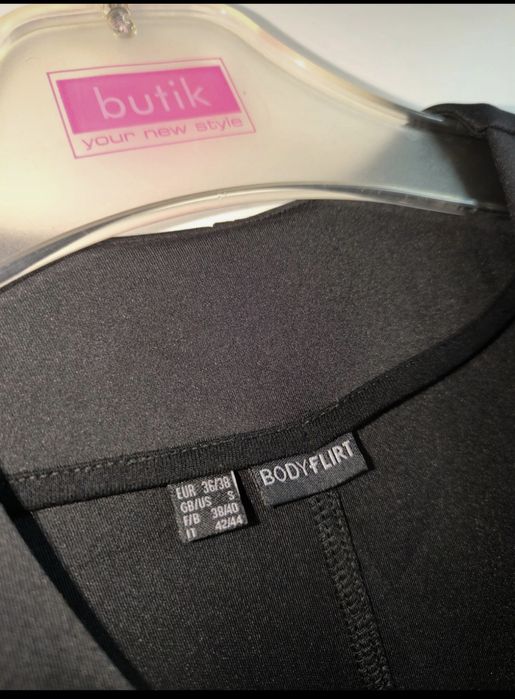 butik
your new style
BODYFLIRT
EUR 36/38
GB/US S
F/B 38/40
IT 42/44